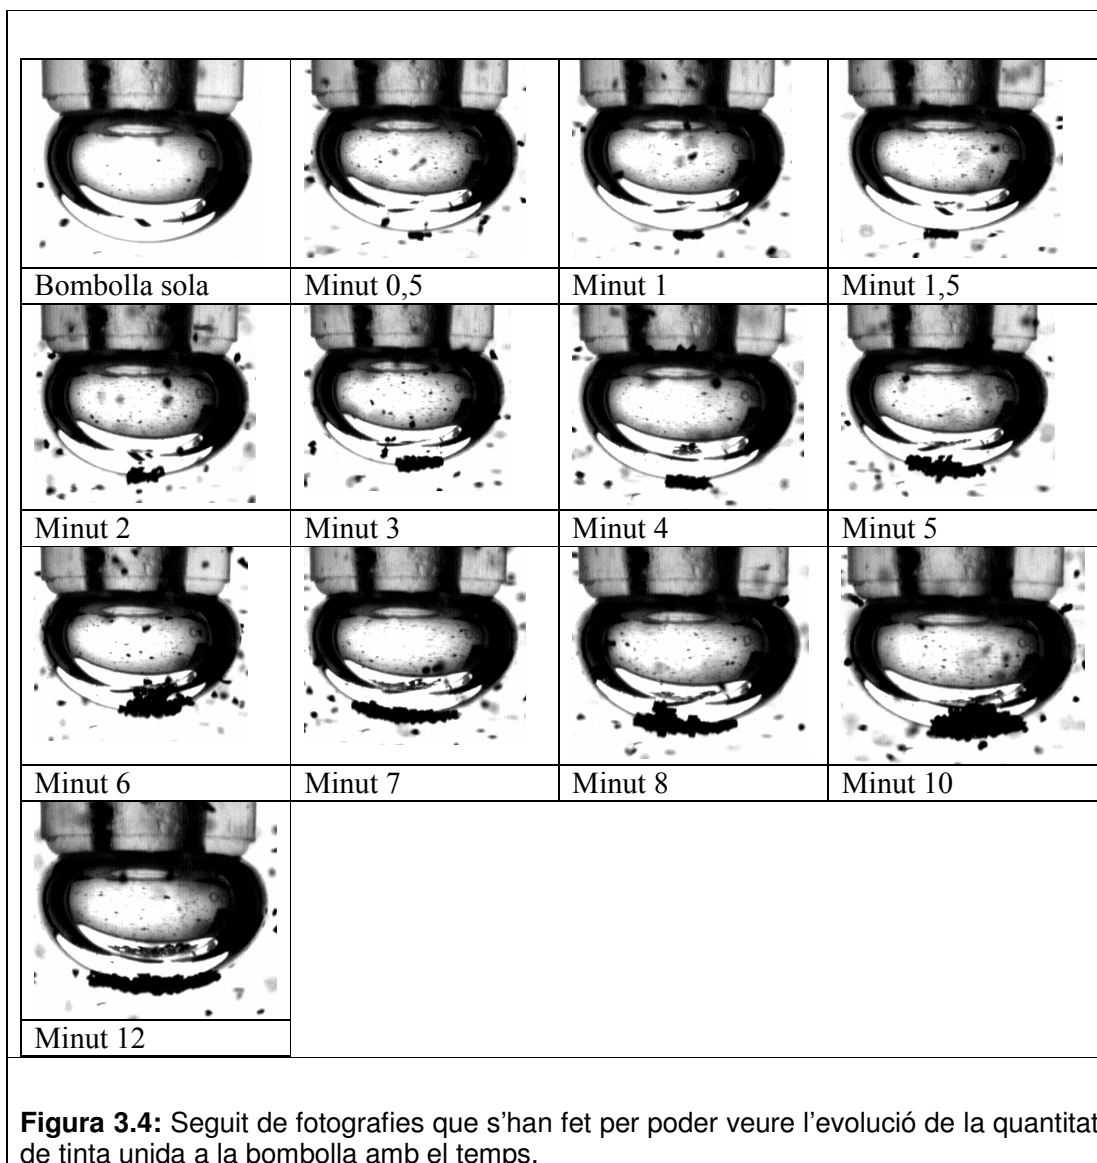 Bombolla sola
Minut 0,5
Minut 1
Minut 1,5
Minut 2
Minut 3
Minut 4
Minut 5
Minut 6
Minut 7
Minut 8
Minut 10
Minut 12
Figura 3.4: Seguit de fotografies que s'han fet per poder veure l'evolució de la quantitat
de tinta unida a la bombolla amb el temps.